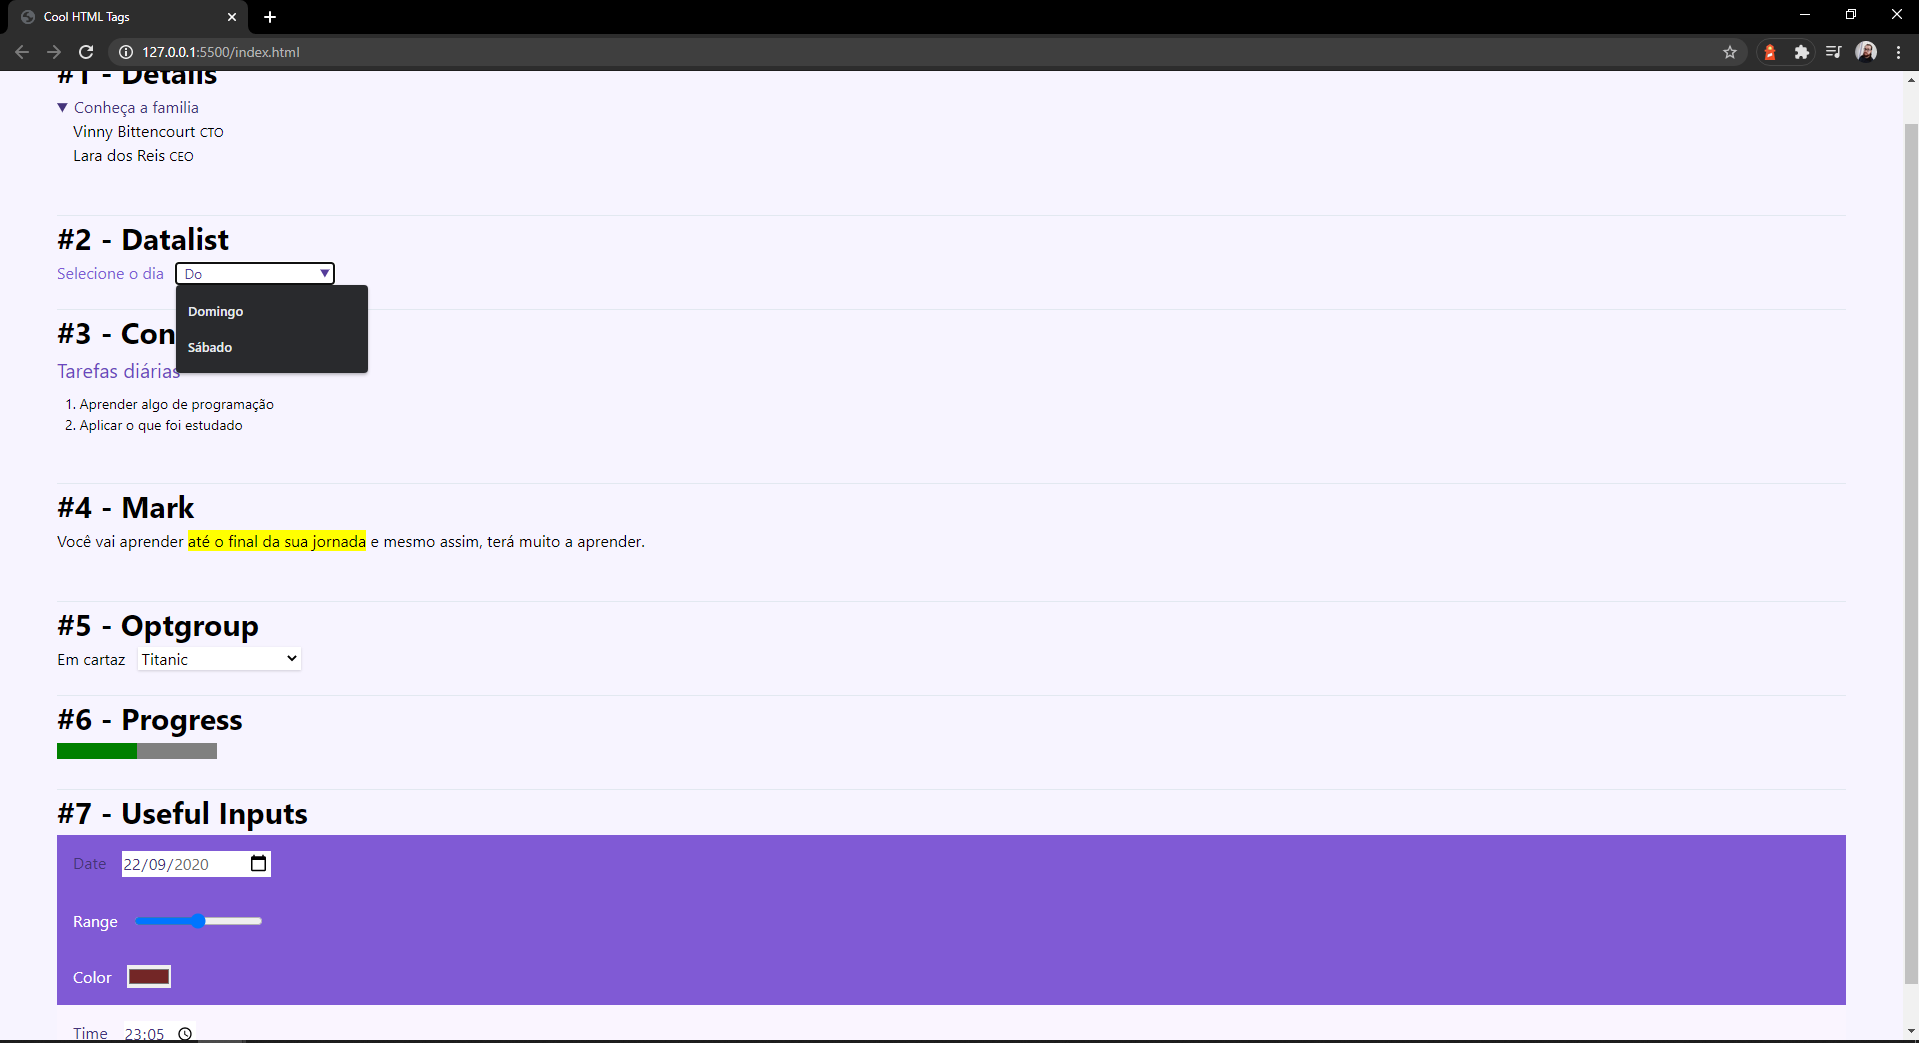 Cool HTML Tags
127.0.0.1:5500/index.html
#1 - Details
Conheça a familia
Vinny Bittencourt CTO
Lara dos Reis CEO
#2 - Datalist
Selecione o dia Do
Domingo
Sábado
#3 - Con
Tarefas diárias
1. Aprender algo de programação
2. Aplicar o que foi estudado
#4 - Mark
Você vai aprender até o final da sua jornada e mesmo assim, terá muito a aprender.
#5 - Optgroup
Em cartaz Titanic
#6 - Progress
#7 - Useful Inputs
Date 22/09/2020
Range
Color
Time 23:05